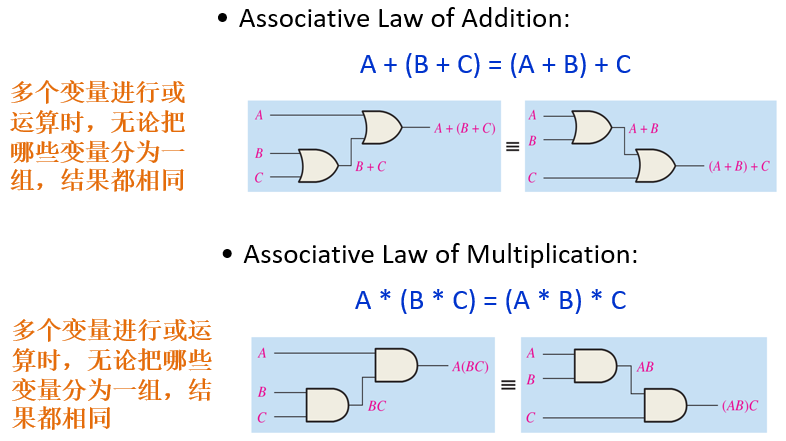 • Associative Law of Addition:
A + (B + C) = (A + B) + C
多个变量进行或
运算时，无论把
哪些变量分为一
组，结果都相同
A
B
C
B + C
A + (B + C)
≡
A
B
C
A + B
(A + B) + C
• Associative Law of Multiplication:
A * (B * C) = (A * B) * C
多个变量进行或运
算时，无论把哪些
变量分为一组，结
果都相同
A
B
C
BC
A(BC)
≡
A
B
C
AB
(AB)C